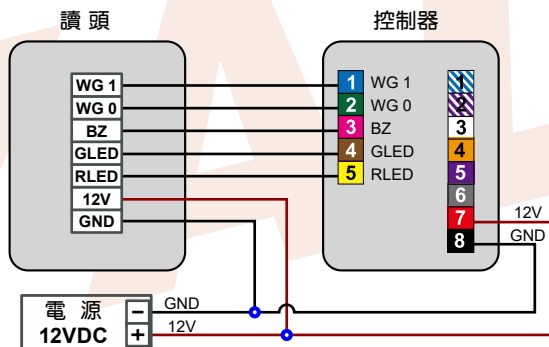 讀 頭
控制器
WG 1
WG 0
BZ
GLED
RLED
12V
GND
1 WG 1
2 WG 0
3 BZ
4 GLED
5 RLED
1
2
3
4
5
6
7 12V
8 GND
電 源
12VDC
− GND
+ 12V